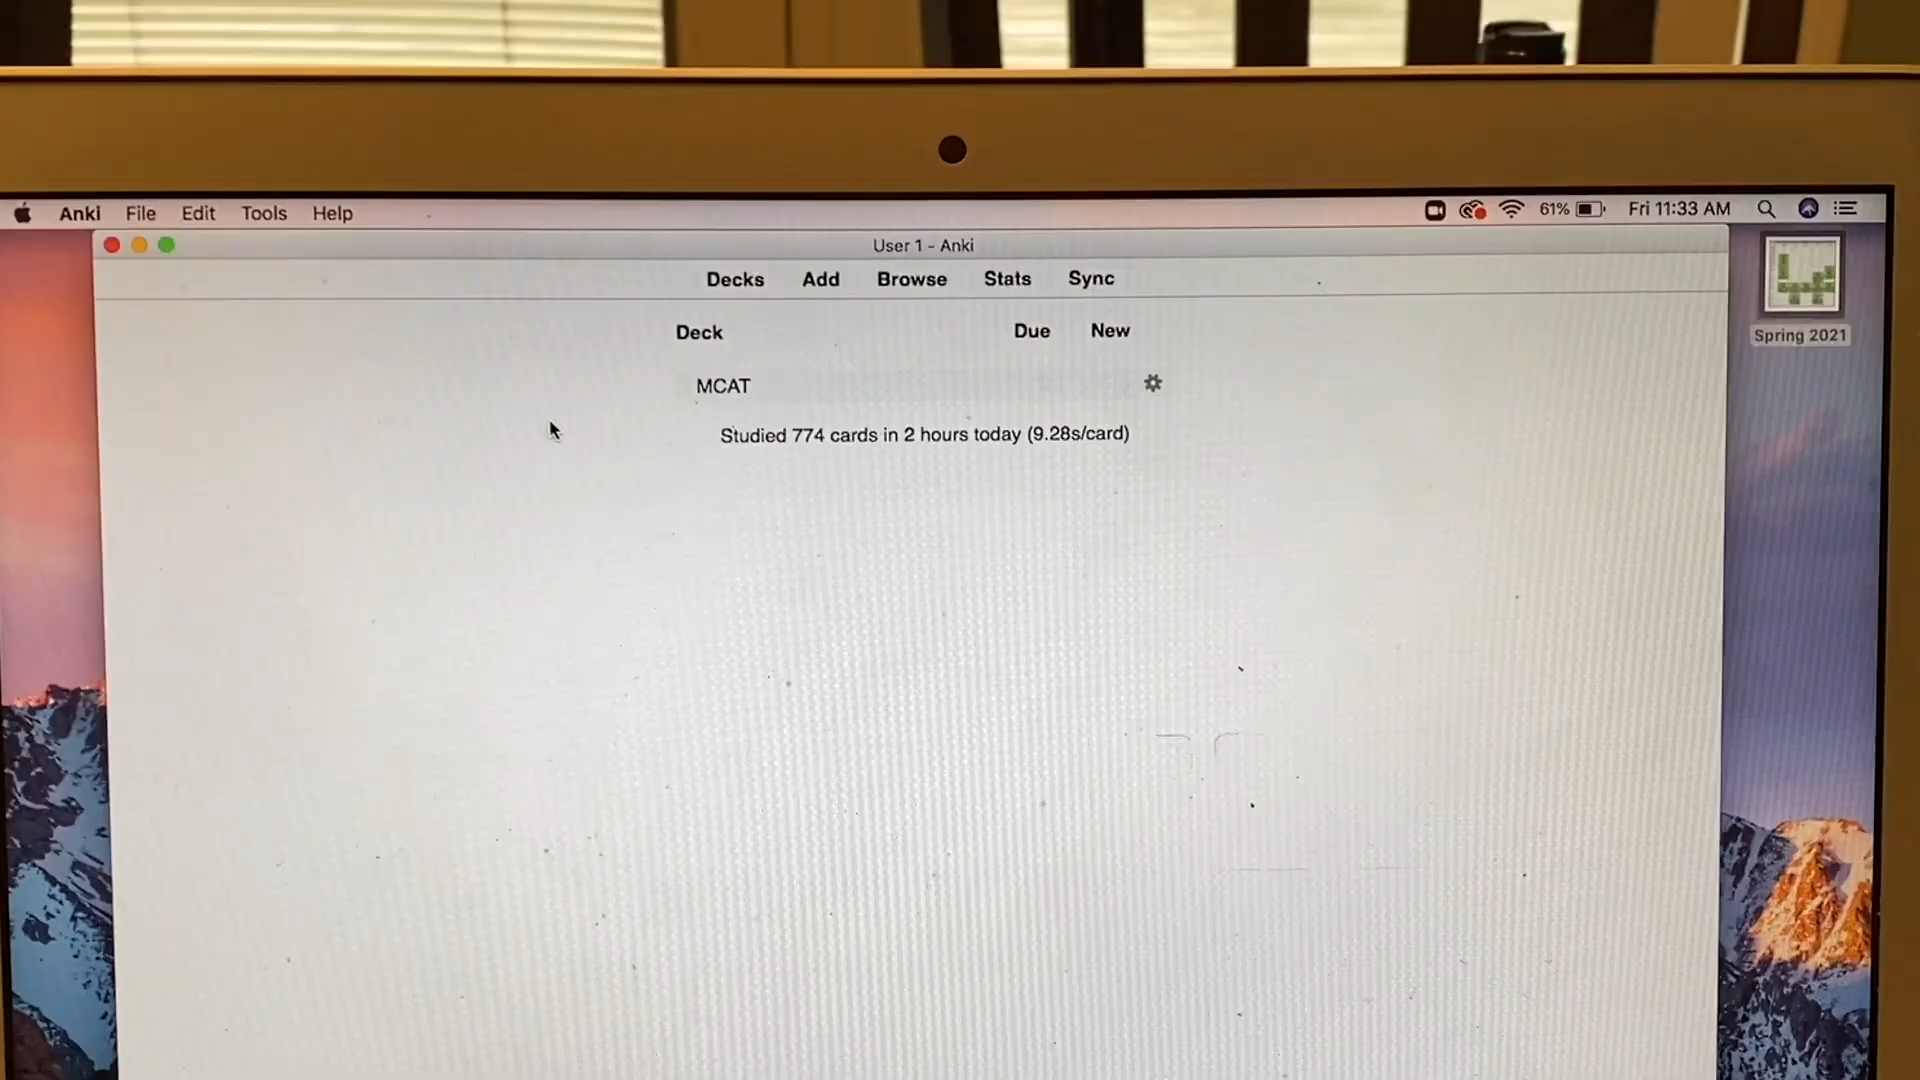 Anki File Edit Tools Help 61% Fri 11:33 AM
User 1 - Anki
Decks Add Browse Stats Sync
Deck Due New
Spring 2021
MCAT
Studied 774 cards in 2 hours today (9.28s/card)